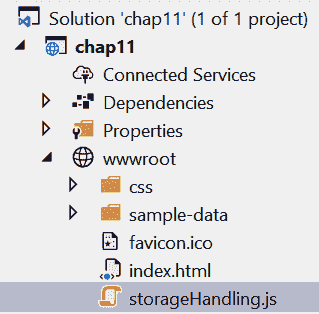 Solution 'chap11' (1 of 1 project)
chap11
Connected Services
Dependencies
Properties
wwwroot
css
sample-data
favicon.ico
index.html
storageHandling.js